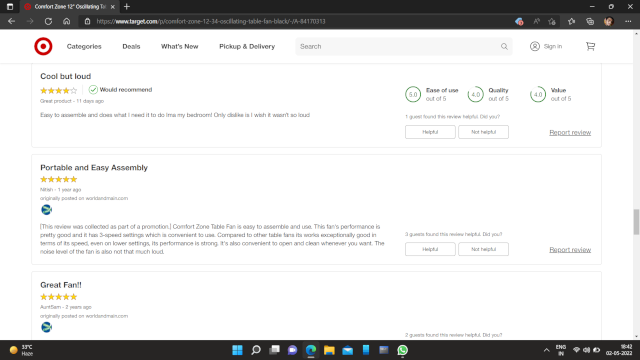 Comfort Zone 12" Oscillating Tab
https://www.target.com/p/comfort-zone-12-34-oscillating-table-fan-black/-/A-84170313
Categories Deals What's New Pickup & Delivery Search Sign in
Cool but loud
Would recommend
Great product - 11 days ago
Easy to assemble and does what I need it to do ims my bedroom! Only dislike is I wish it wasn't so loud
5.0 Ease of use out of 5
4.0 Quality out of 5
4.0 Value out of 5
1 guest found this review helpful. Did you?
Helpful Not helpful Report review
Portable and Easy Assembly
Nitish - 1 year ago
originally posted on worldandmain.com
[This review was collected as part of a promotion.] Comfort Zone Table Fan is easy to assemble and use. This fan's performance is
pretty good and it has 3-speed settings which is convenient to use. Compared to other table fans its works exceptionally good in
terms of its speed, even on lower settings, its performance is strong. It's also convenient to open and clean whenever you want. The
noise level of the fan is also not that much loud.
3 guests found this review helpful. Did you?
Helpful Not helpful Report review
Great Fan!!
AuntSam - 2 years ago
originally posted on worldandmain.com
guests found this review helpful. Did you?
33°C
Haze
ENG
IN
18:42
02-05-2022